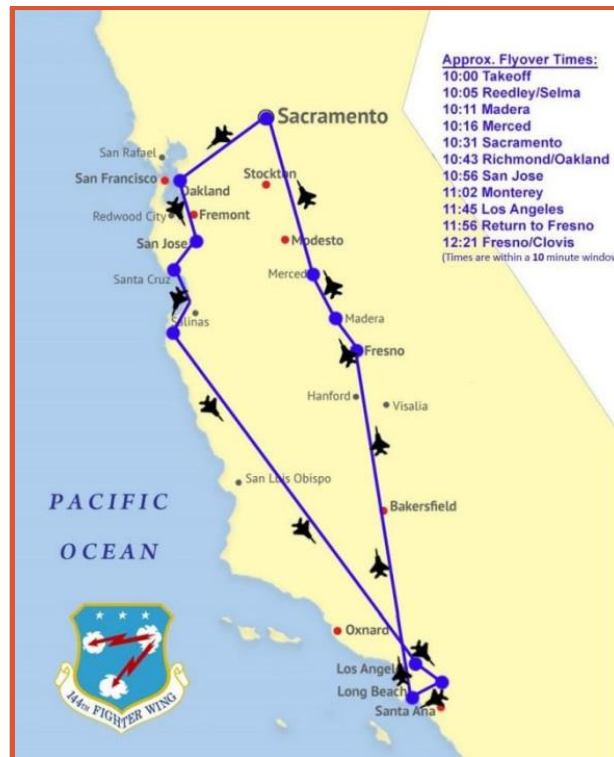 Approx. Flyover Times:
10:00 Takeoff
10:05 Reedley/Selma
10:11 Madera
10:16 Merced
10:31 Sacramento
10:43 Richmond/Oakland
10:56 San Jose
11:02 Monterey
11:45 Los Angeles
11:56 Return to Fresno
12:21 Fresno/Clovis
(Times are within a 10 minute window
Sacramento
San Rafael
Stockton
San Francisco
Oakland
Redwood City
Fremont
San Jose
Modesto
Santa Cruz
Merced
Salinas
Madera
Fresno
Hanford
Visalia
San Luis Obispo
Bakersfield
PACIFIC
OCEAN
Oxnard
Los Angel
Long Beach
Santa Ana
144TH FIGHTER WING